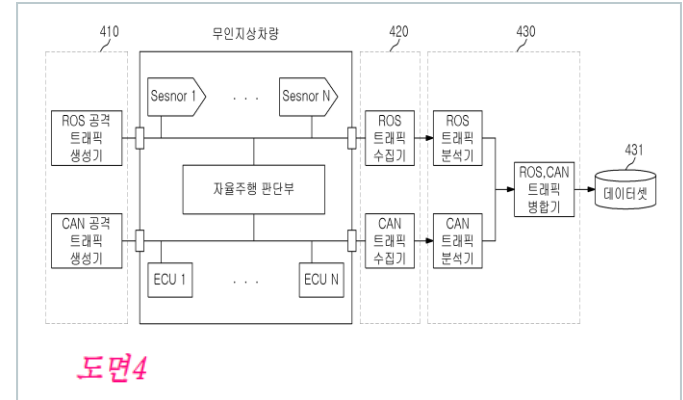 410
무인지상차량
420
430
Sesnor 1
. . .
Sesnor N
ROS 공격
트래픽
생성기
ROS
트래픽
수집기
ROS
트래픽
분석기
431
자율주행 판단부
ROS,CAN
트래픽
병합기
데이터셋
CAN 공격
트래픽
생성기
CAN
트래픽
수집기
CAN
트래픽
분석기
ECU 1
. . .
ECU N
도면4